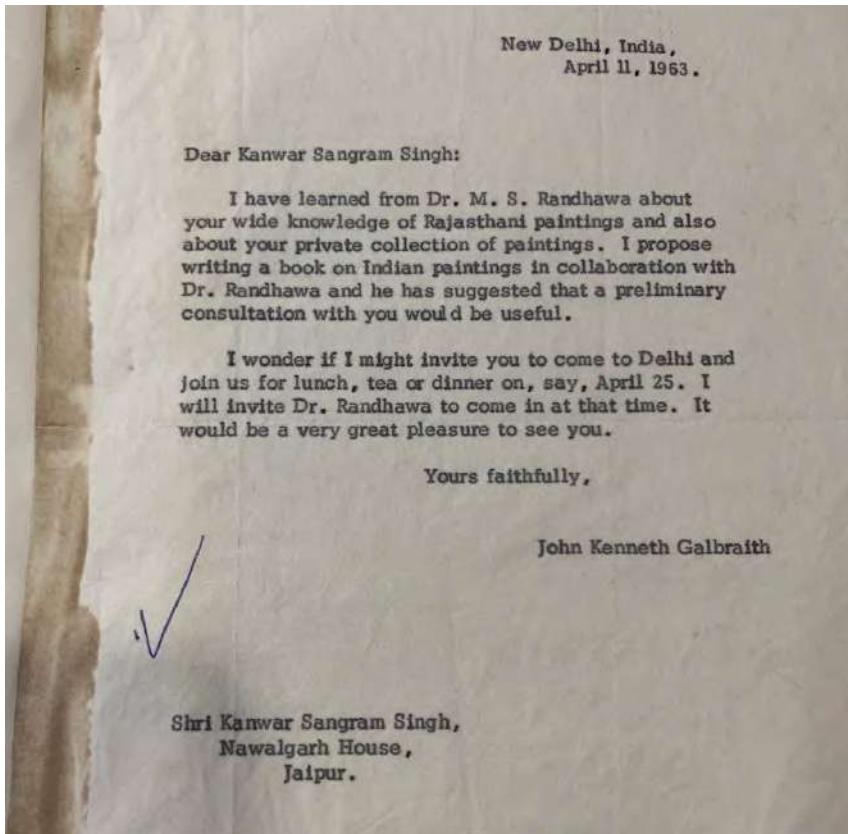 New Delhi, India,
April 11, 1963.
Dear Kanwar Sangram Singh:
I have learned from Dr. M. S. Randhawa about
your wide knowledge of Rajasthani paintings and also
about your private collection of paintings. I propose
writing a book on Indian paintings in collaboration with
Dr. Randhawa and he has suggested that a preliminary
consultation with you would be useful.
I wonder if I might invite you to come to Delhi and
join us for lunch, tea or dinner on, say, April 25. I
will invite Dr. Randhawa to come in at that time. It
would be a very great pleasure to see you.
Yours faithfully,
John Kenneth Galbraith
Shri Kanwar Sangram Singh,
Nawalgarh House,
Jaipur.